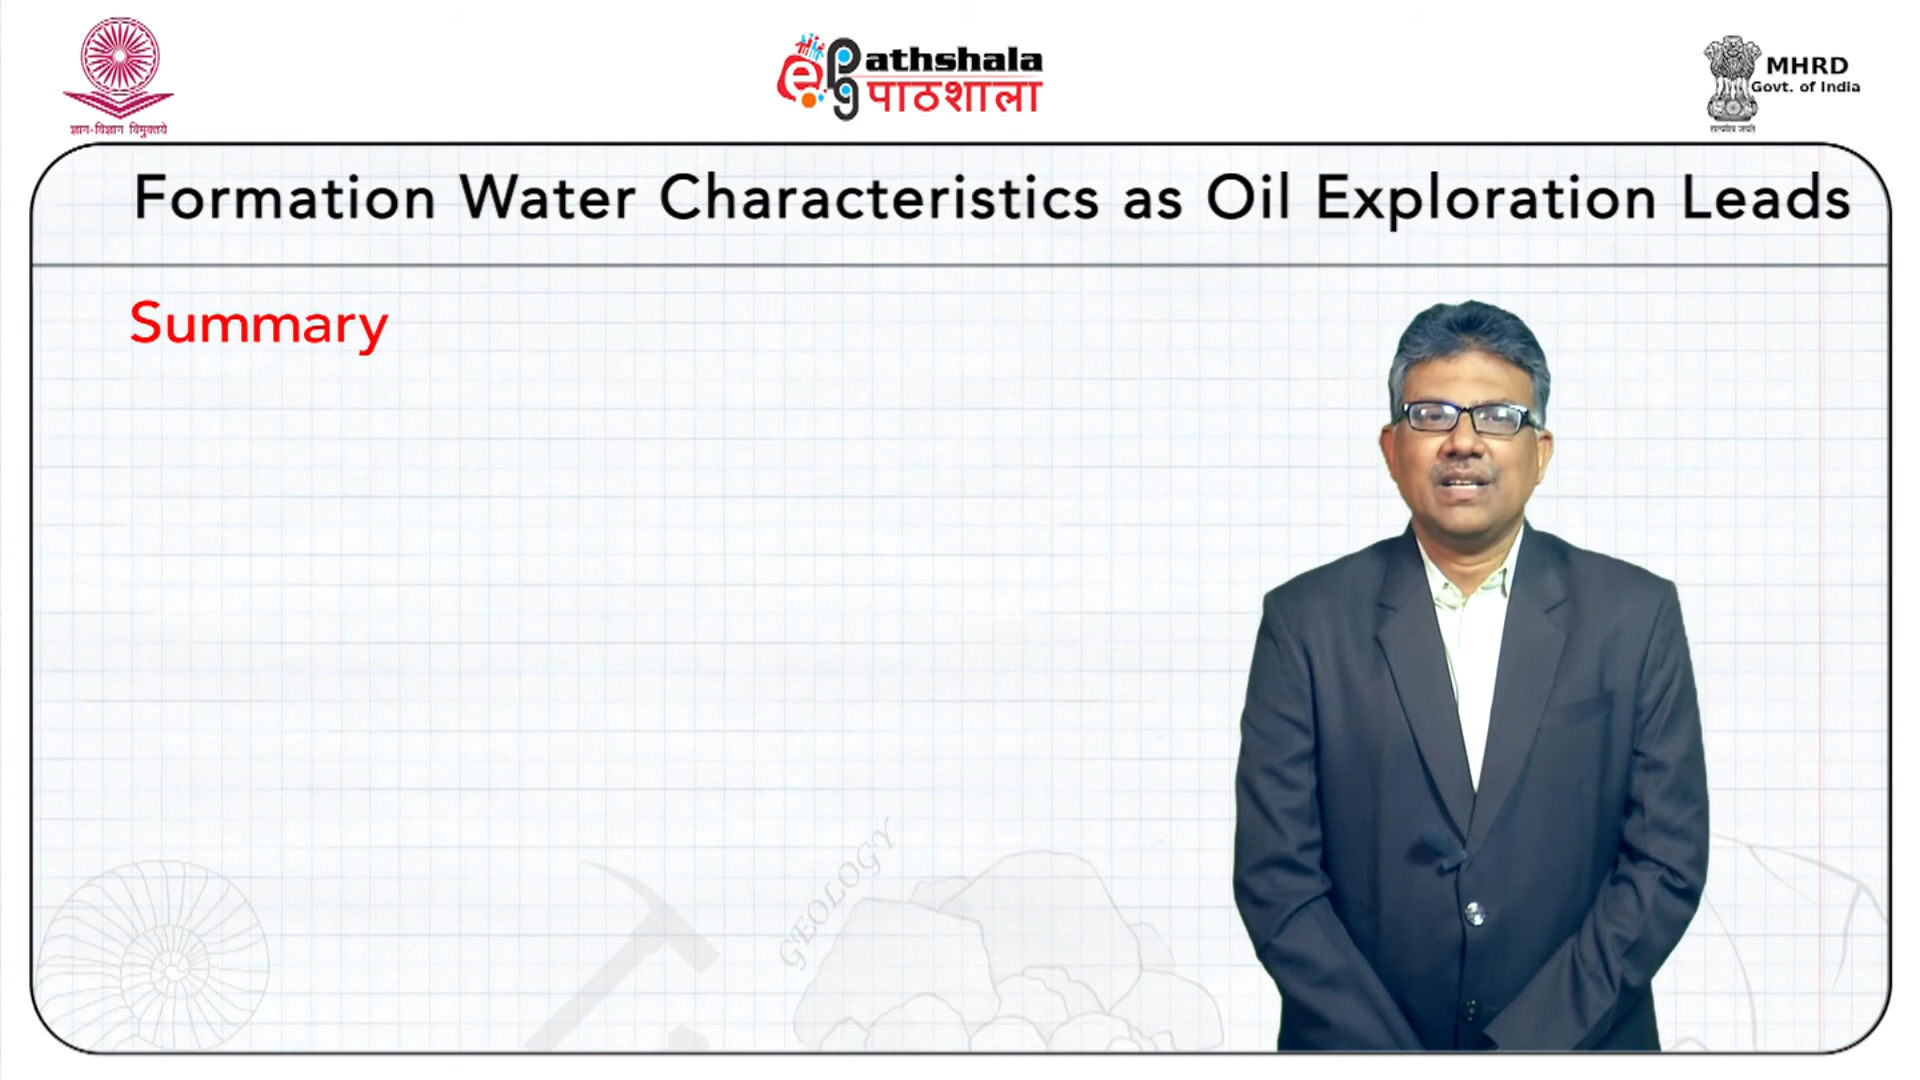 ज्ञान-विज्ञान विमुक्तये
ePG athshala
पाठशाला
MHRD
Govt. of India
सत्यमेव जयते
Formation Water Characteristics as Oil Exploration Leads
Summary
GEOLOGY